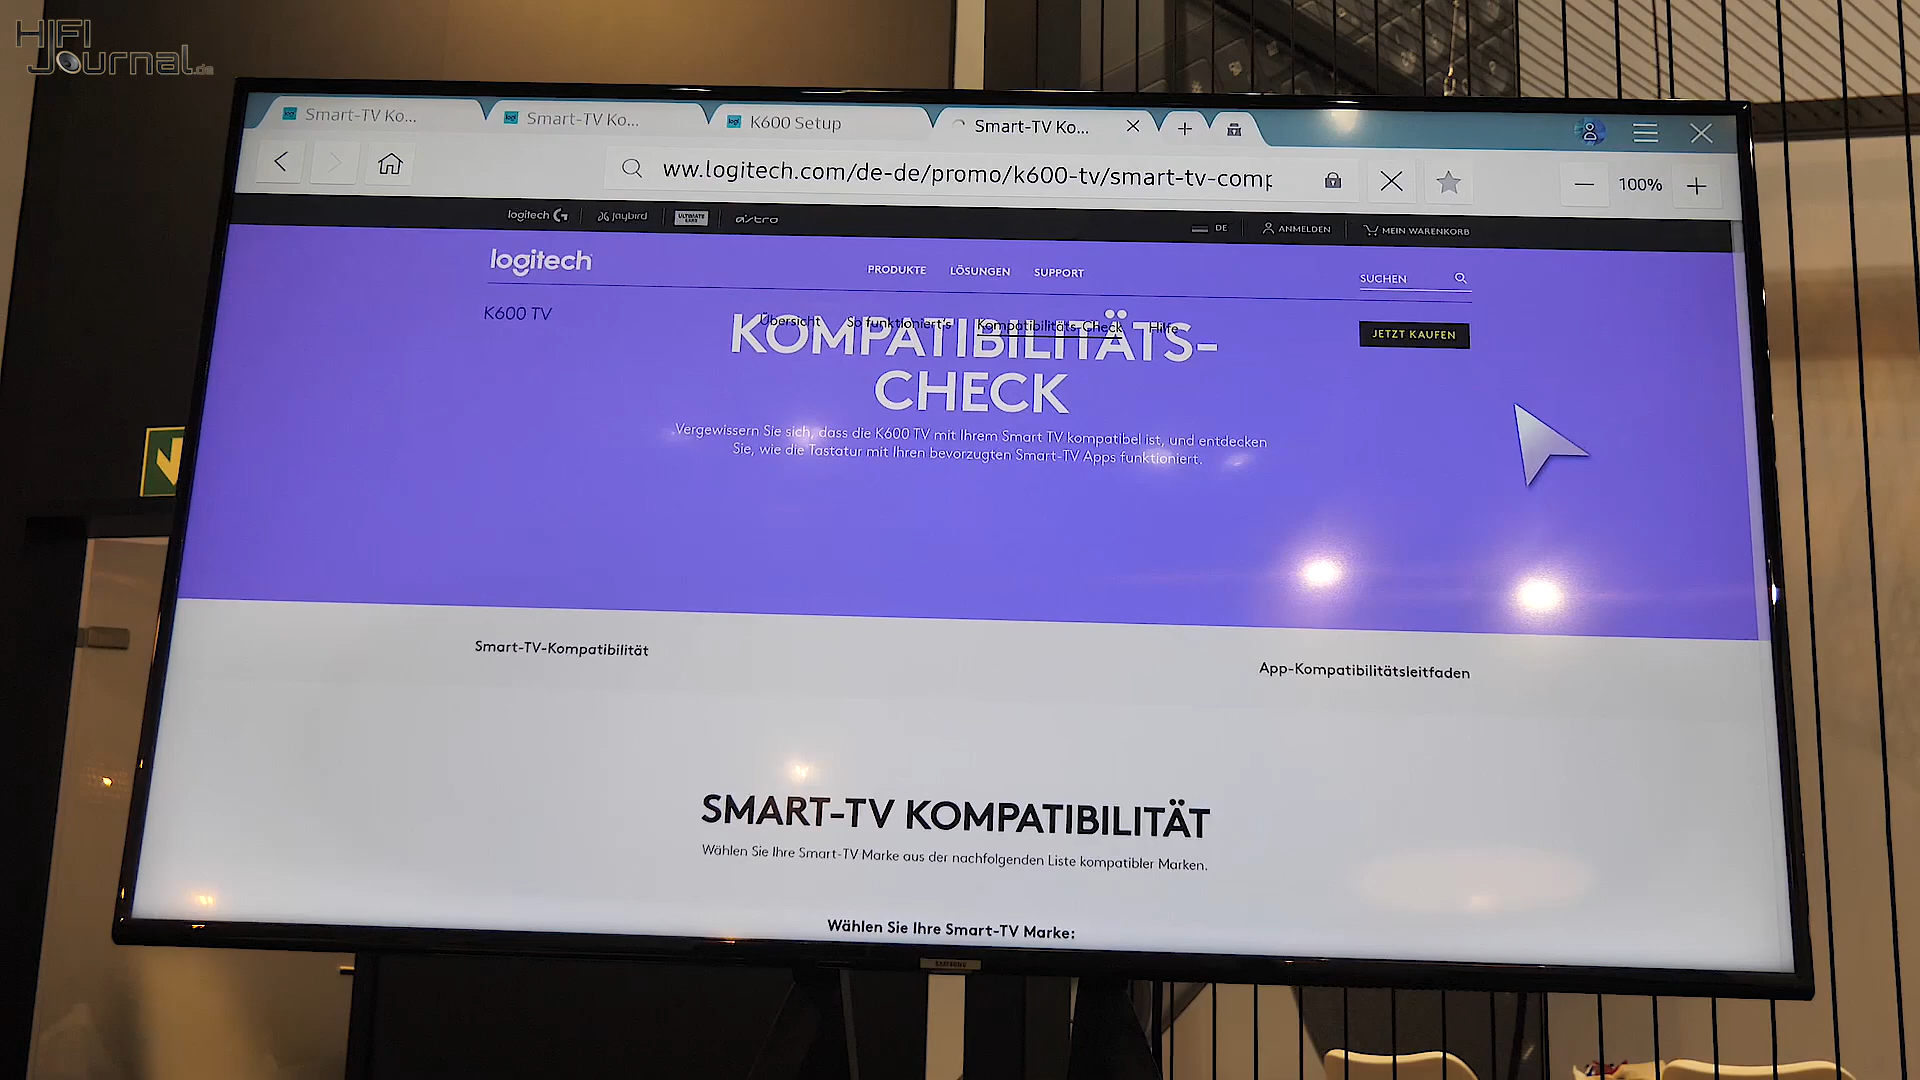 HIFI
Journal.de
Smart-TV Ko...
Smart-TV Ko...
K600 Setup
Smart-TV Ko...
ww.logitech.com/de-de/promo/k600-tv/smart-tv-comp
100%
logitech G
Jaybird
ULTIMATE EARS
astro
DE
ANMELDEN
MEIN WARENKORB
logitech
PRODUKTE
LÖSUNGEN
SUPPORT
SUCHEN
K600 TV
Übersicht
So funktioniert's
Kompatibilitäts-Check
Hilfe
JETZT KAUFEN
KOMPATIBILITÄTS-
CHECK
Vergewissern Sie sich, dass die K600 TV mit Ihrem Smart TV kompatibel ist, und entdecken
Sie, wie die Tastatur mit Ihren bevorzugten Smart-TV Apps funktioniert.
Smart-TV-Kompatibilität
App-Kompatibilitätsleitfaden
SMART-TV KOMPATIBILITÄT
Wählen Sie Ihre Smart-TV Marke aus der nachfolgenden Liste kompatibler Marken.
Wählen Sie Ihre Smart-TV Marke:
SAMSUNG